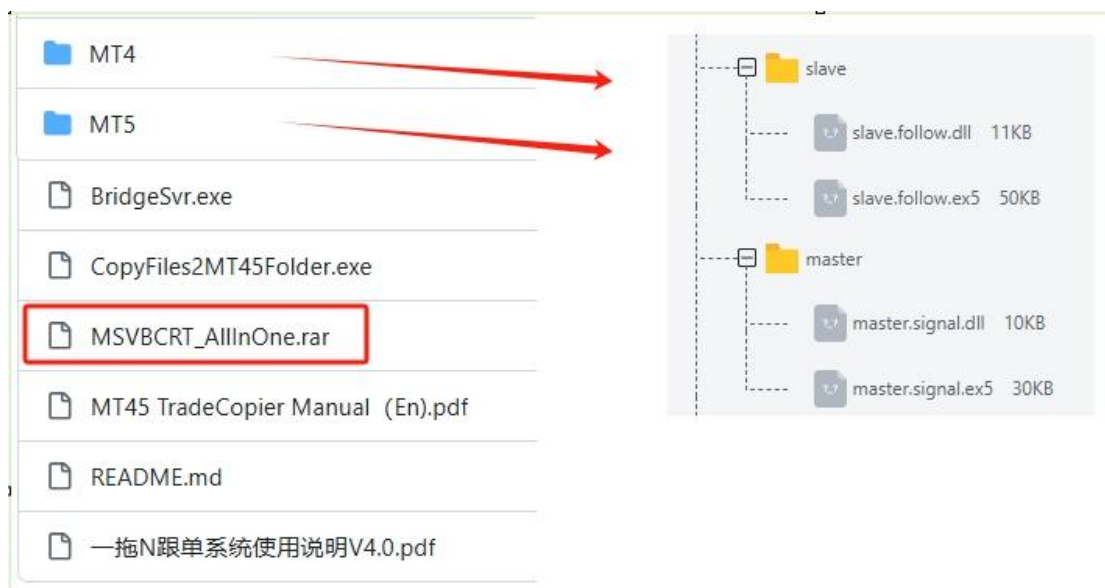 MT4
MT5
BridgeSvr.exe
CopyFiles2MT45Folder.exe
MSVBCRT_AllInOne.rar
MT45 TradeCopier Manual（En).pdf
README.md
一拖N跟单系统使用说明V4.0.pdf
slave
slave.follow.dll 11KB
slave.follow.ex5 50KB
master
master.signal.dll 10KB
master.signal.ex5 30KB